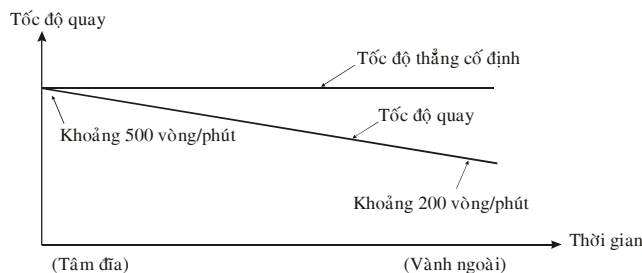 Tốc độ quay
Tốc độ thẳng cố định
Tốc độ quay
Khoảng 500 vòng/phút
Khoảng 200 vòng/phút
Thời gian
(Tâm đĩa)
(Vành ngoài)